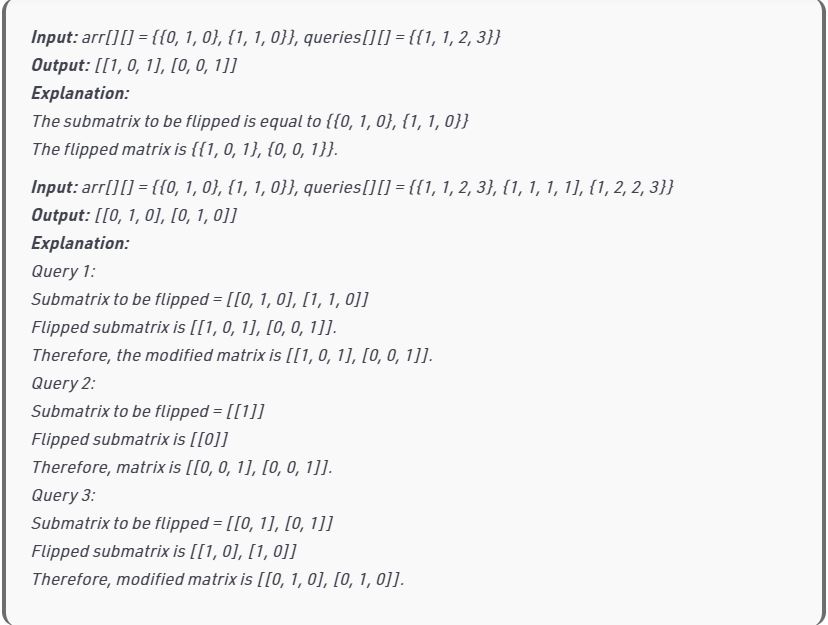 Input: arr[][] = {{0, 1, 0}, {1, 1, 0}}, queries[][] = {{1, 1, 2, 3}}
Output: [[1, 0, 1], [0, 0, 1]]
Explanation:
The submatrix to be flipped is equal to {{0, 1, 0}, {1, 1, 0}}
The flipped matrix is {{1, 0, 1}, {0, 0, 1}}.
Input: arr[][] = {{0, 1, 0}, {1, 1, 0}}, queries[][] = {{1, 1, 2, 3}, {1, 1, 1, 1], {1, 2, 2, 3}}
Output: [[0, 1, 0], [0, 1, 0]]
Explanation:
Query 1:
Submatrix to be flipped = [[0, 1, 0], [1, 1, 0]]
Flipped submatrix is [[1, 0, 1], [0, 0, 1]].
Therefore, the modified matrix is [[1, 0, 1], [0, 0, 1]].
Query 2:
Submatrix to be flipped = [[1]]
Flipped submatrix is [[0]]
Therefore, matrix is [[0, 0, 1], [0, 0, 1]].
Query 3:
Submatrix to be flipped = [[0, 1], [0, 1]]
Flipped submatrix is [[1, 0], [1, 0]]
Therefore, modified matrix is [[0, 1, 0], [0, 1, 0]].